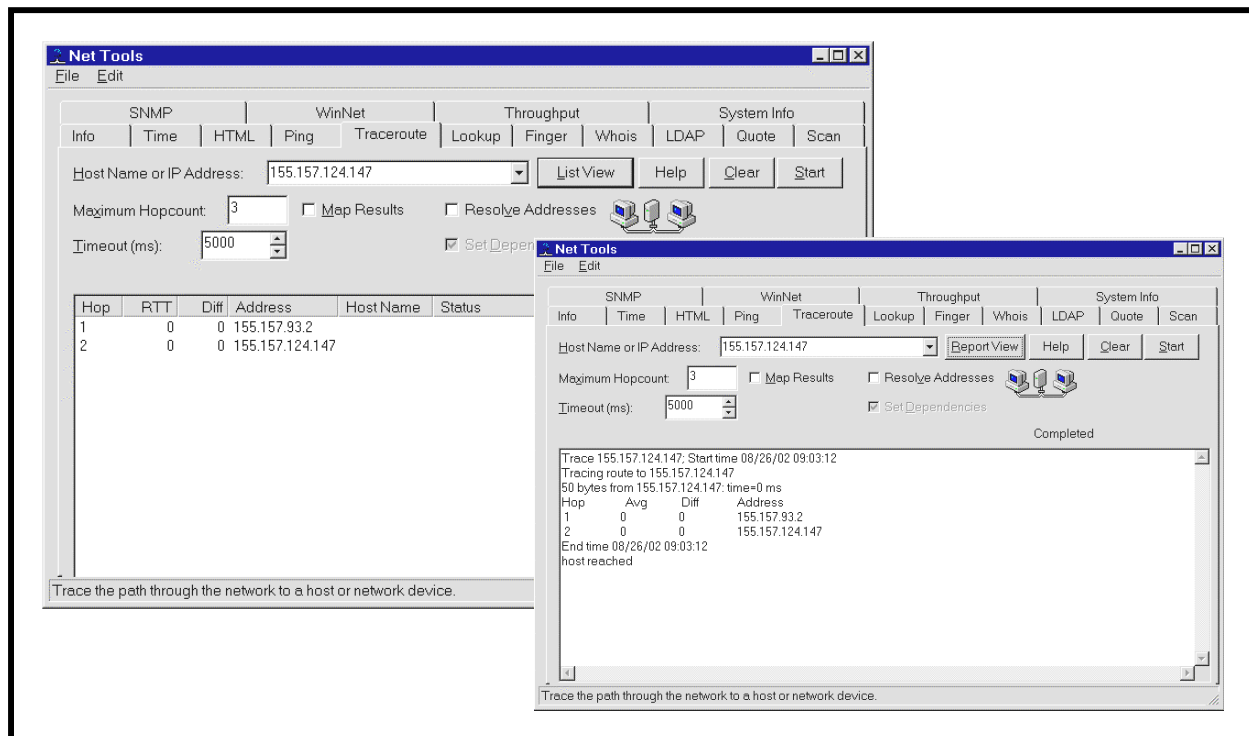 Net Tools
File Edit
SNMP WinNet Throughput System Info
Info Time HTML Ping Traceroute Lookup Finger Whois LDAP Quote Scan
Host Name or IP Address: 155.157.124.147 List View Help Clear Start
Maximum Hopcount: 3 Map Results Resolve Addresses
Timeout (ms): 5000 Set Depen
Hop RTT Diff Address Host Name Status
1 0 0 155.157.93.2
2 0 0 155.157.124.147
Trace the path through the network to a host or network device.
Net Tools
File Edit
SNMP WinNet Throughput System Info
Info Time HTML Ping Traceroute Lookup Finger Whois LDAP Quote Scan
Host Name or IP Address: 155.157.124.147 Report View Help Clear Start
Maximum Hopcount: 3 Map Results Resolve Addresses
Timeout (ms): 5000 Set Dependencies
Completed
Trace 155.157.124.147; Start time 08/26/02 09:03:12
Tracing route to 155.157.124.147
50 bytes from 155.157.124.147: time=0 ms
Hop Avg Diff Address
1 0 0 155.157.93.2
2 0 0 155.157.124.147
End time 08/26/02 09:03:12
host reached
Trace the path through the network to a host or network device.